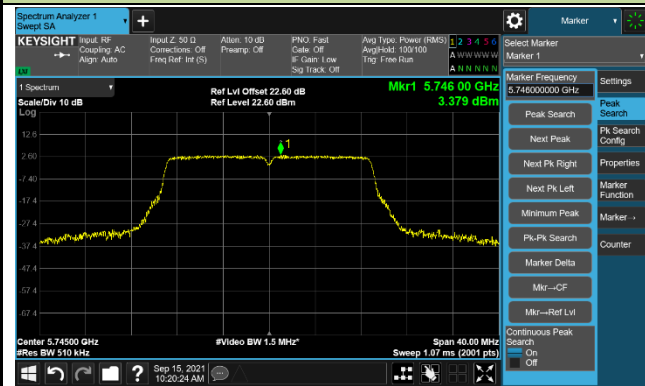 Spectrum Analyzer 1
Swept SA
+
Marker
KEYSIGHT
Input: RF
Coupling: AC
Align: Auto
Input Z: 50 Ω
Corrections: Off
Freq Ref: Int (S)
Atten: 10 dB
Preamp: Off
PNO: Fast
Gate: Off
IF Gain: Low
Sig Track: Off
Avg Type: Power (RMS)
Avg|Hold: 100/100
Trig: Free Run
1 2 3 4 5 6
A W W W W W
A N N N N N
LXI
Select Marker
Marker 1
1 Spectrum
Scale/Div 10 dB
Log
Ref Lvl Offset 22.60 dB
Ref Level 22.60 dBm
Mkr1 5.746 00 GHz
3.379 dBm
12.6
2.60
-7.40
-17.4
-27.4
-37.4
-47.4
-57.4
-67.4
1
Center 5.74500 GHz
#Res BW 510 kHz
#Video BW 1.5 MHz*
Span 40.00 MHz
Sweep 1.07 ms (2001 pts)
Marker Frequency
5.746000000 GHz
Peak Search
Next Peak
Next Pk Right
Next Pk Left
Minimum Peak
Pk-Pk Search
Marker Delta
Mkr→CF
Mkr→Ref Lvl
Continuous Peak
Search
On
Off
Settings
Peak
Search
Pk Search
Config
Properties
Marker
Function
Marker→
Counter
?
Sep 15, 2021
10:20:24 AM